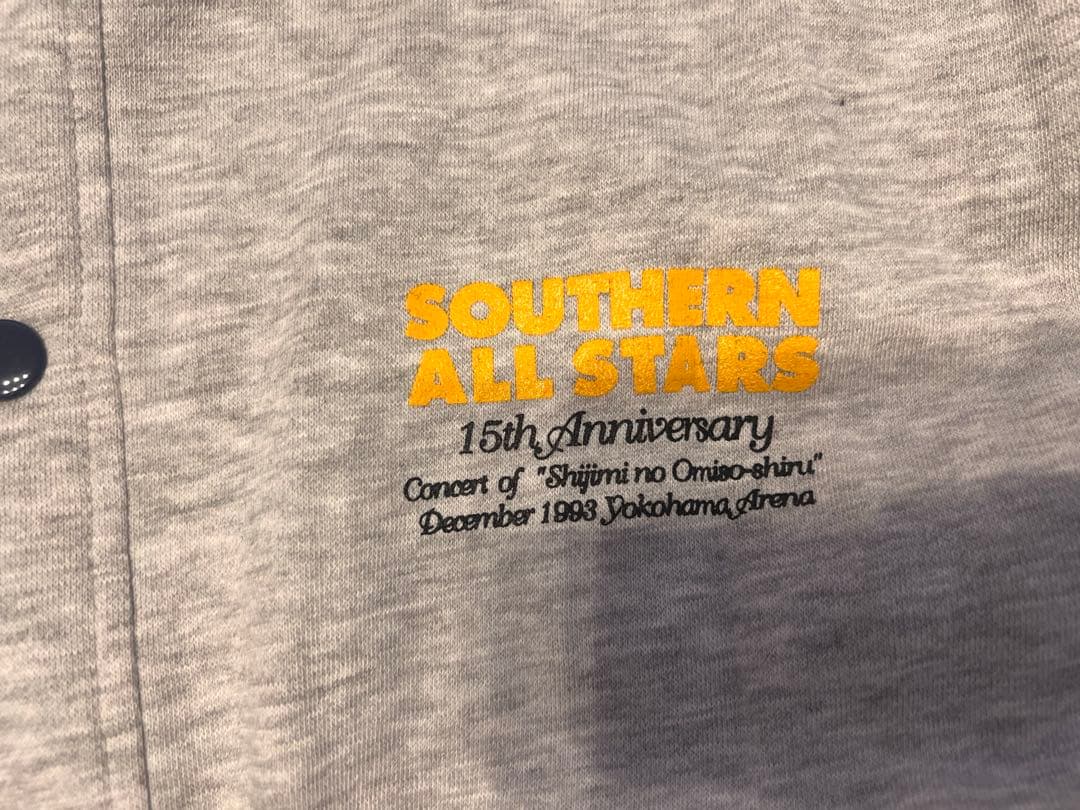 SOUTHERN
ALL STARS
15th Anniversary
Concert of "Shijimi no Omiso-shiru"
December 1993 Yokohama Arena